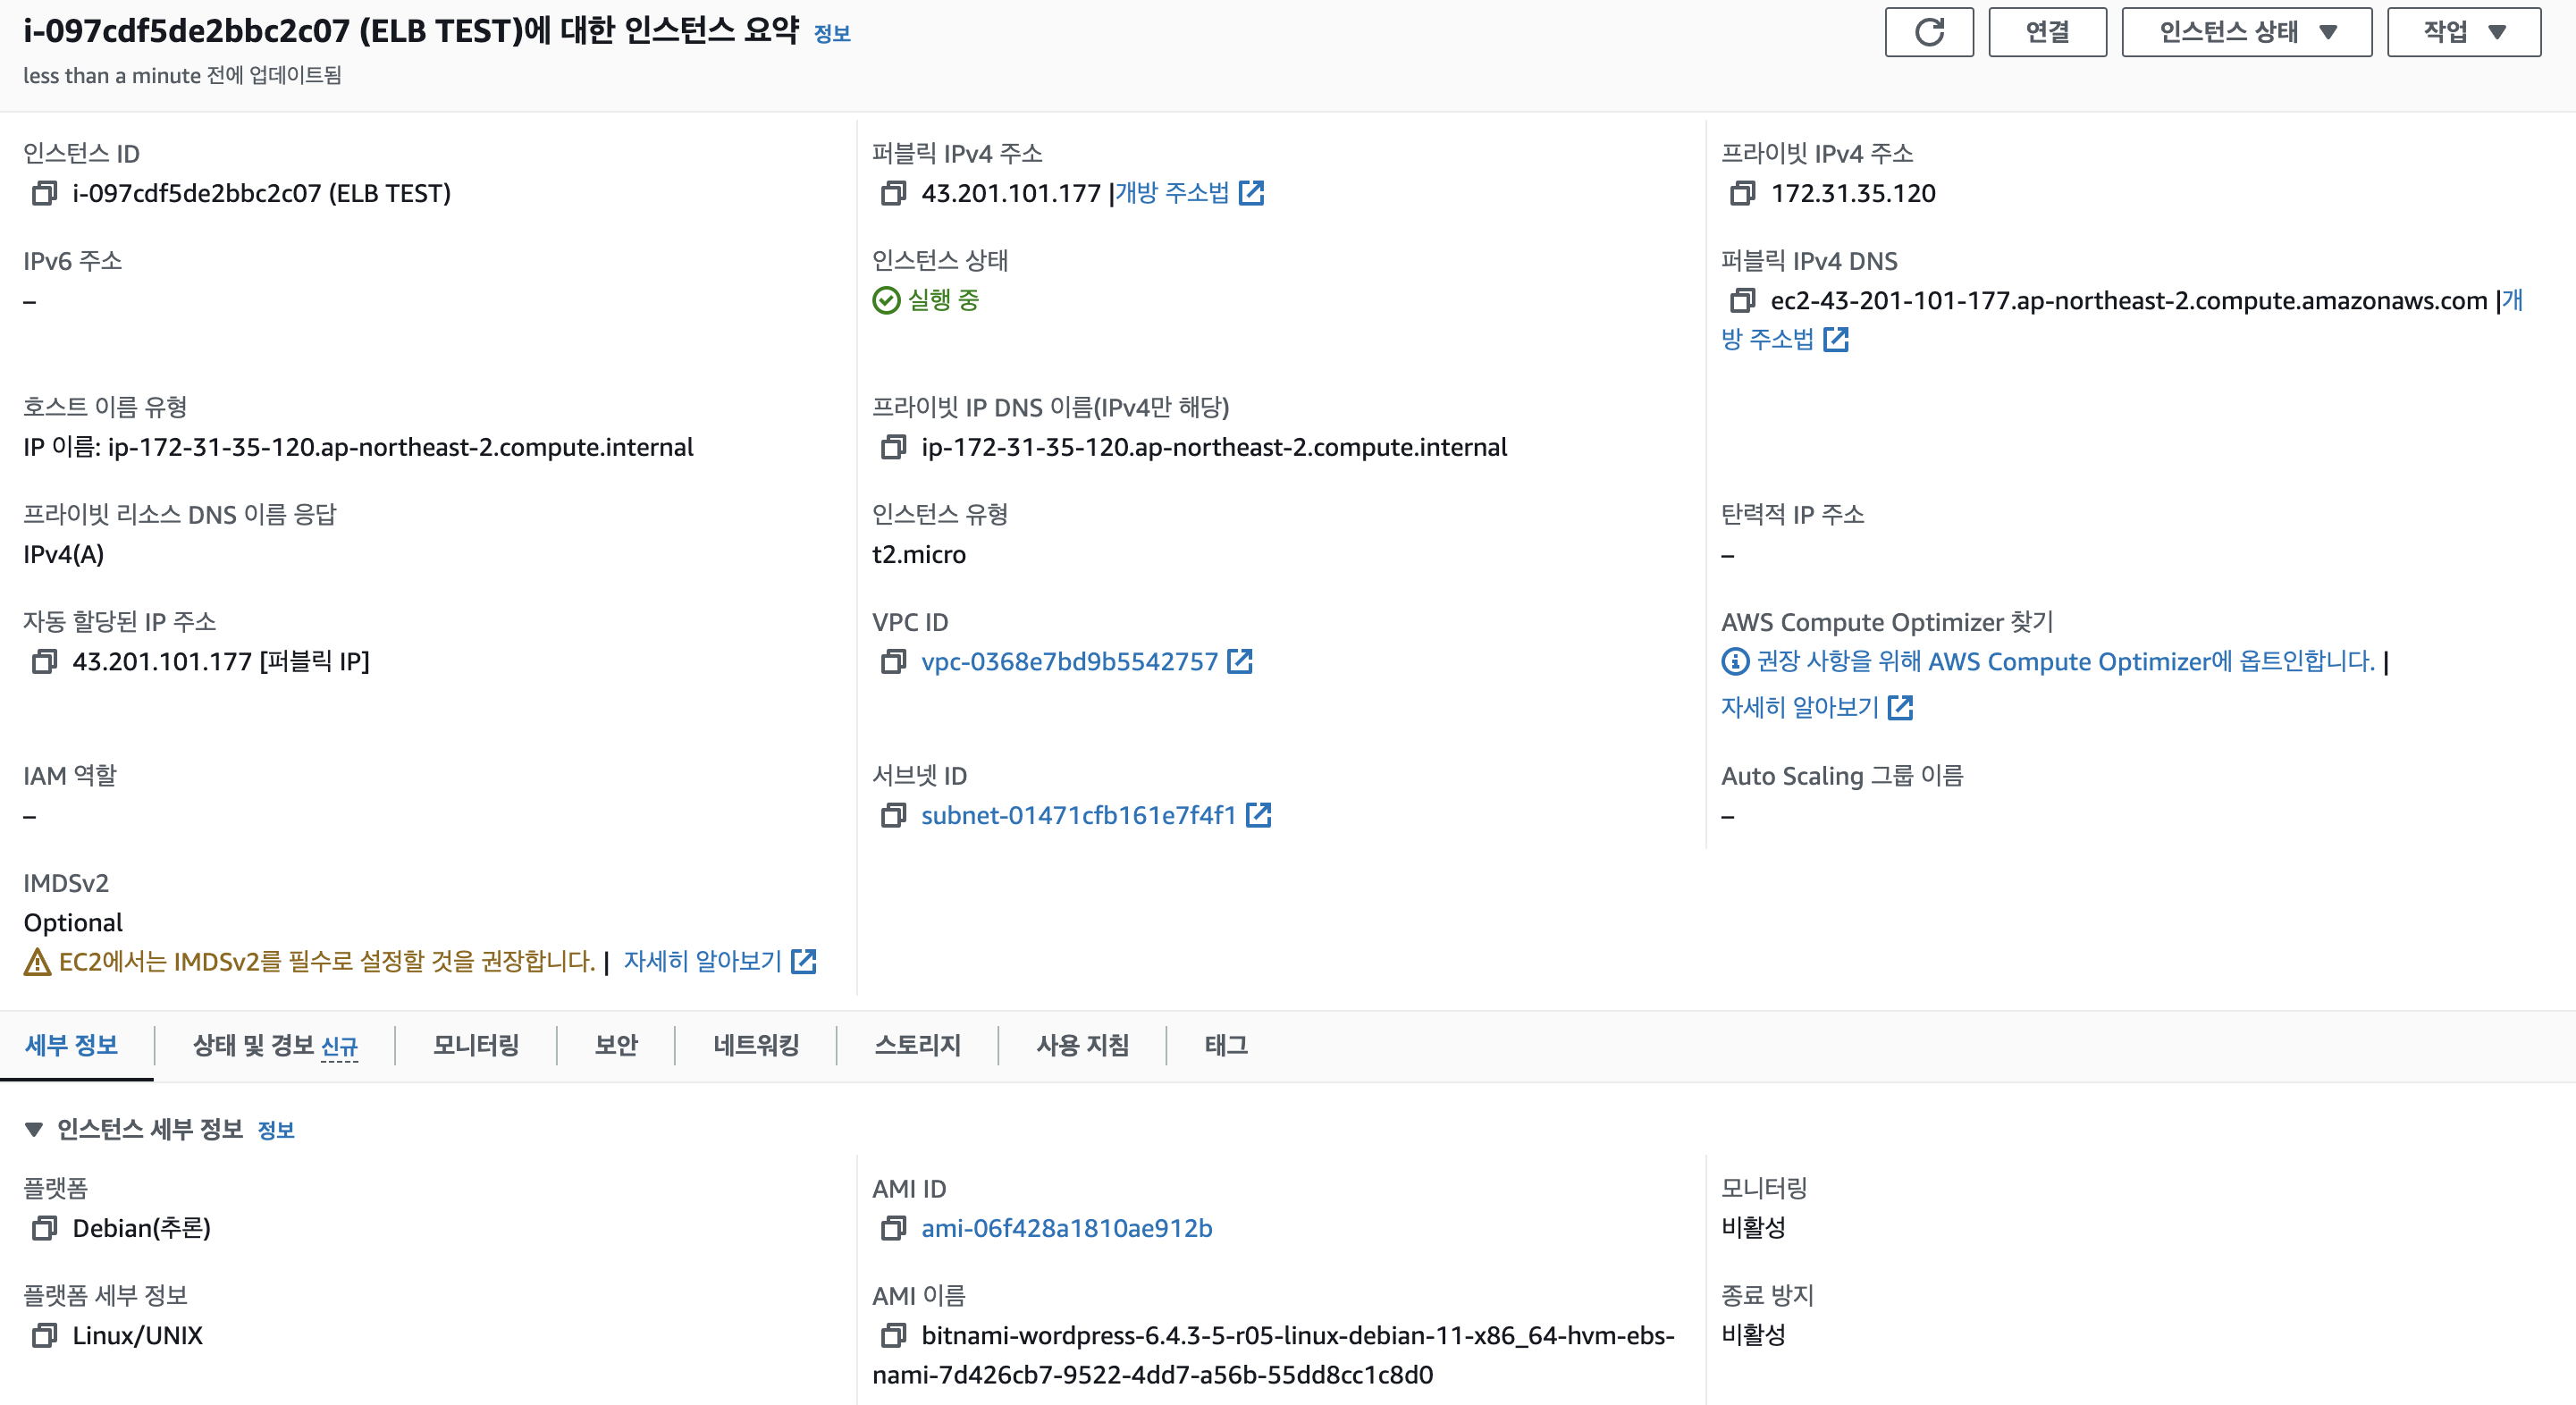 i-097cdf5de2bbc2c07 (ELB TEST)에 대한 인스턴스 요약 정보
less than a minute 전에 업데이트됨
연결
인스턴스 상태
작업
인스턴스 ID
i-097cdf5de2bbc2c07 (ELB TEST)
퍼블릭 IPv4 주소
43.201.101.177 |개방 주소법
프라이빗 IPv4 주소
172.31.35.120
IPv6 주소
–
인스턴스 상태
실행 중
퍼블릭 IPv4 DNS
ec2-43-201-101-177.ap-northeast-2.compute.amazonaws.com |개
방 주소법
호스트 이름 유형
IP 이름: ip-172-31-35-120.ap-northeast-2.compute.internal
프라이빗 IP DNS 이름(IPv4만 해당)
ip-172-31-35-120.ap-northeast-2.compute.internal
프라이빗 리소스 DNS 이름 응답
IPv4(A)
인스턴스 유형
t2.micro
탄력적 IP 주소
–
자동 할당된 IP 주소
43.201.101.177 [퍼블릭 IP]
VPC ID
vpc-0368e7bd9b5542757
AWS Compute Optimizer 찾기
권장 사항을 위해 AWS Compute Optimizer에 옵트인합니다. |
자세히 알아보기
IAM 역할
–
서브넷 ID
subnet-01471cfb161e7f4f1
Auto Scaling 그룹 이름
–
IMDSv2
Optional
EC2에서는 IMDSv2를 필수로 설정할 것을 권장합니다. | 자세히 알아보기
세부 정보
상태 및 경보 신규
모니터링
보안
네트워킹
스토리지
사용 지침
태그
인스턴스 세부 정보 정보
플랫폼
Debian(추론)
AMI ID
ami-06f428a1810ae912b
모니터링
비활성
플랫폼 세부 정보
Linux/UNIX
AMI 이름
bitnami-wordpress-6.4.3-5-r05-linux-debian-11-x86_64-hvm-ebs-
nami-7d426cb7-9522-4dd7-a56b-55dd8cc1c8d0
종료 방지
비활성